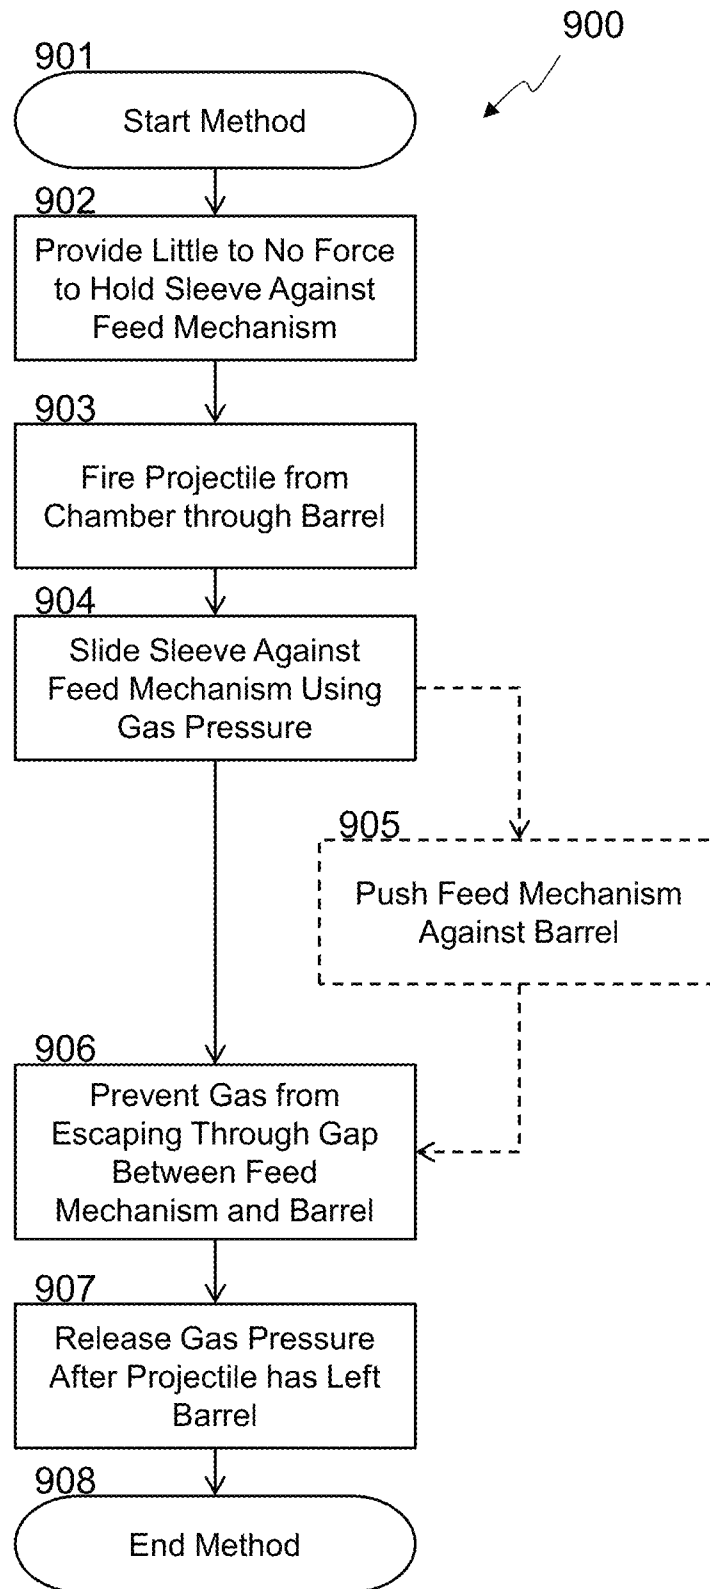 900
901
Start Method
902
Provide Little to No Force
to Hold Sleeve Against
Feed Mechanism
903
Fire Projectile from
Chamber through Barrel
904
Slide Sleeve Against
Feed Mechanism Using
Gas Pressure
905
Push Feed Mechanism
Against Barrel
906
Prevent Gas from
Escaping Through Gap
Between Feed
Mechanism and Barrel
907
Release Gas Pressure
After Projectile has Left
Barrel
908
End Method